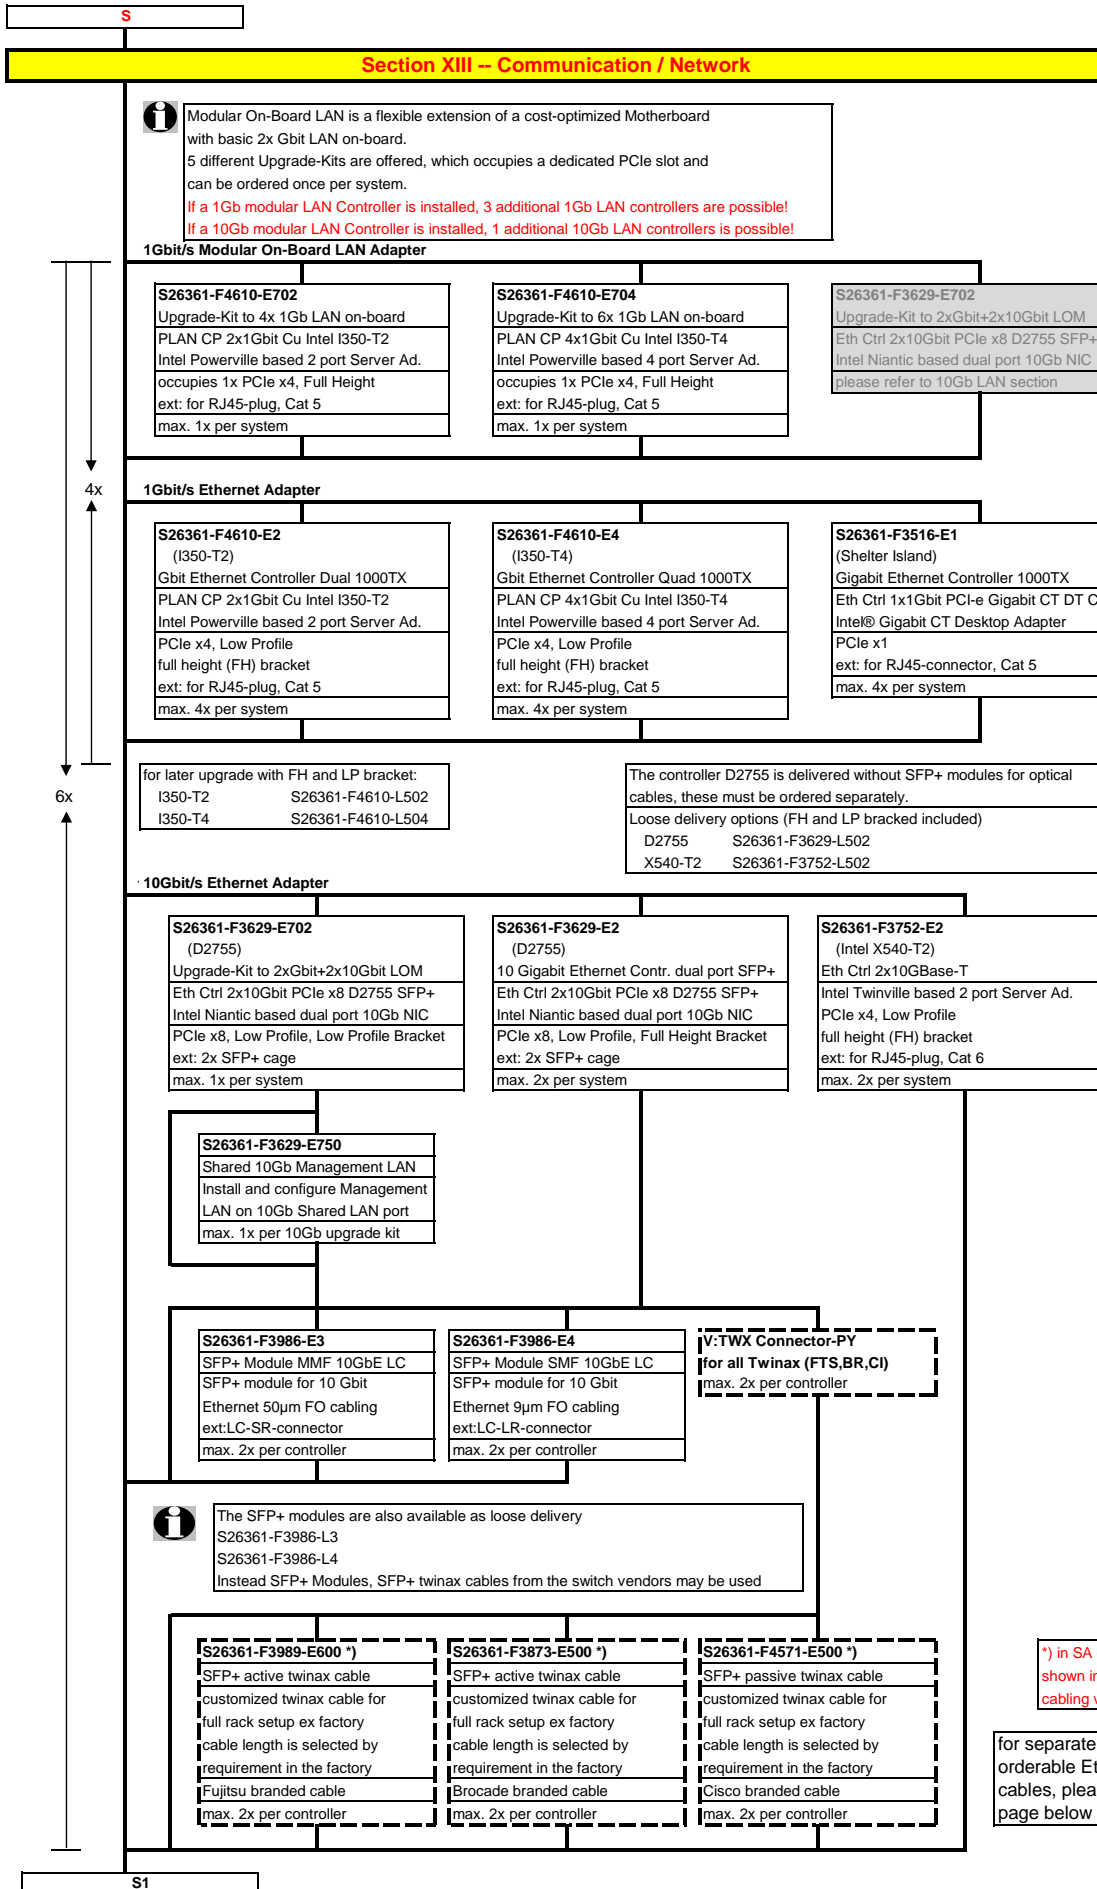 S
Section XIII -- Communication / Network
Modular On-Board LAN is a flexible extension of a cost-optimized Motherboard
with basic 2x Gbit LAN on-board.
5 different Upgrade-Kits are offered, which occupies a dedicated PCIe slot and
can be ordered once per system.
If a 1Gb modular LAN Controller is installed, 3 additional 1Gb LAN controllers are possible!
If a 10Gb modular LAN Controller is installed, 1 additional 10Gb LAN controllers is possible!
1Gbit/s Modular On-Board LAN Adapter
S26361-F4610-E702
Upgrade-Kit to 4x 1Gb LAN on-board
PLAN CP 2x1Gbit Cu Intel I350-T2
Intel Powerville based 2 port Server Ad.
occupies 1x PCIe x4, Full Height
ext: for RJ45-plug, Cat 5
max. 1x per system
S26361-F4610-E704
Upgrade-Kit to 6x 1Gb LAN on-board
PLAN CP 4x1Gbit Cu Intel I350-T4
Intel Powerville based 4 port Server Ad.
occupies 1x PCIe x4, Full Height
ext: for RJ45-plug, Cat 5
max. 1x per system
S26361-F3629-E702
Upgrade-Kit to 2xGbit+2x10Gbit LOM
Eth Ctrl 2x10Gbit PCIe x8 D2755 SFP+
Intel Niantic based dual port 10Gb NIC
please refer to 10Gb LAN section
4x
1Gbit/s Ethernet Adapter
S26361-F4610-E2
(I350-T2)
Gbit Ethernet Controller Dual 1000TX
PLAN CP 2x1Gbit Cu Intel I350-T2
Intel Powerville based 2 port Server Ad.
PCIe x4, Low Profile
full height (FH) bracket
ext: for RJ45-plug, Cat 5
max. 4x per system
S26361-F4610-E4
(I350-T4)
Gbit Ethernet Controller Quad 1000TX
PLAN CP 4x1Gbit Cu Intel I350-T4
Intel Powerville based 4 port Server Ad.
PCIe x4, Low Profile
full height (FH) bracket
ext: for RJ45-plug, Cat 5
max. 4x per system
S26361-F3516-E1
(Shelter Island)
Gigabit Ethernet Controller 1000TX
Eth Ctrl 1x1Gbit PCI-e Gigabit CT DT C
Intel® Gigabit CT Desktop Adapter
PCIe x1
ext: for RJ45-connector, Cat 5
max. 4x per system
6x
for later upgrade with FH and LP bracket:
I350-T2 S26361-F4610-L502
I350-T4 S26361-F4610-L504
The controller D2755 is delivered without SFP+ modules for optical
cables, these must be ordered separately.
Loose delivery options (FH and LP bracked included)
D2755 S26361-F3629-L502
X540-T2 S26361-F3752-L502
10Gbit/s Ethernet Adapter
S26361-F3629-E702
(D2755)
Upgrade-Kit to 2xGbit+2x10Gbit LOM
Eth Ctrl 2x10Gbit PCIe x8 D2755 SFP+
Intel Niantic based dual port 10Gb NIC
PCIe x8, Low Profile, Low Profile Bracket
ext: 2x SFP+ cage
max. 1x per system
S26361-F3629-E2
(D2755)
10 Gigabit Ethernet Contr. dual port SFP+
Eth Ctrl 2x10Gbit PCIe x8 D2755 SFP+
Intel Niantic based dual port 10Gb NIC
PCIe x8, Low Profile, Full Height Bracket
ext: 2x SFP+ cage
max. 2x per system
S26361-F3752-E2
(Intel X540-T2)
Eth Ctrl 2x10GBase-T
Intel Twinville based 2 port Server Ad.
PCIe x4, Low Profile
full height (FH) bracket
ext: for RJ45-plug, Cat 6
max. 2x per system
S26361-F3629-E750
Shared 10Gb Management LAN
Install and configure Management
LAN on 10Gb Shared LAN port
max. 1x per 10Gb upgrade kit
S26361-F3986-E3
SFP+ Module MMF 10GbE LC
SFP+ module for 10 Gbit
Ethernet 50µm FO cabling
ext:LC-SR-connector
max. 2x per controller
S26361-F3986-E4
SFP+ Module SMF 10GbE LC
SFP+ module for 10 Gbit
Ethernet 9µm FO cabling
ext:LC-LR-connector
max. 2x per controller
V:TWX Connector-PY
for all Twinax (FTS,BR,CI)
max. 2x per controller
The SFP+ modules are also available as loose delivery
S26361-F3986-L3
S26361-F3986-L4
Instead SFP+ Modules, SFP+ twinax cables from the switch vendors may be used
S26361-F3989-E600 *)
SFP+ active twinax cable
customized twinax cable for
full rack setup ex factory
cable length is selected by
requirement in the factory
Fujitsu branded cable
max. 2x per controller
S26361-F3873-E500 *)
SFP+ active twinax cable
customized twinax cable for
full rack setup ex factory
cable length is selected by
requirement in the factory
Brocade branded cable
max. 2x per controller
S26361-F4571-E500 *)
SFP+ passive twinax cable
customized twinax cable for
full rack setup ex factory
cable length is selected by
requirement in the factory
Cisco branded cable
max. 2x per controller
*) in SA
shown in
cabling v
for separate
orderable Et
cables, plea
page below
S1